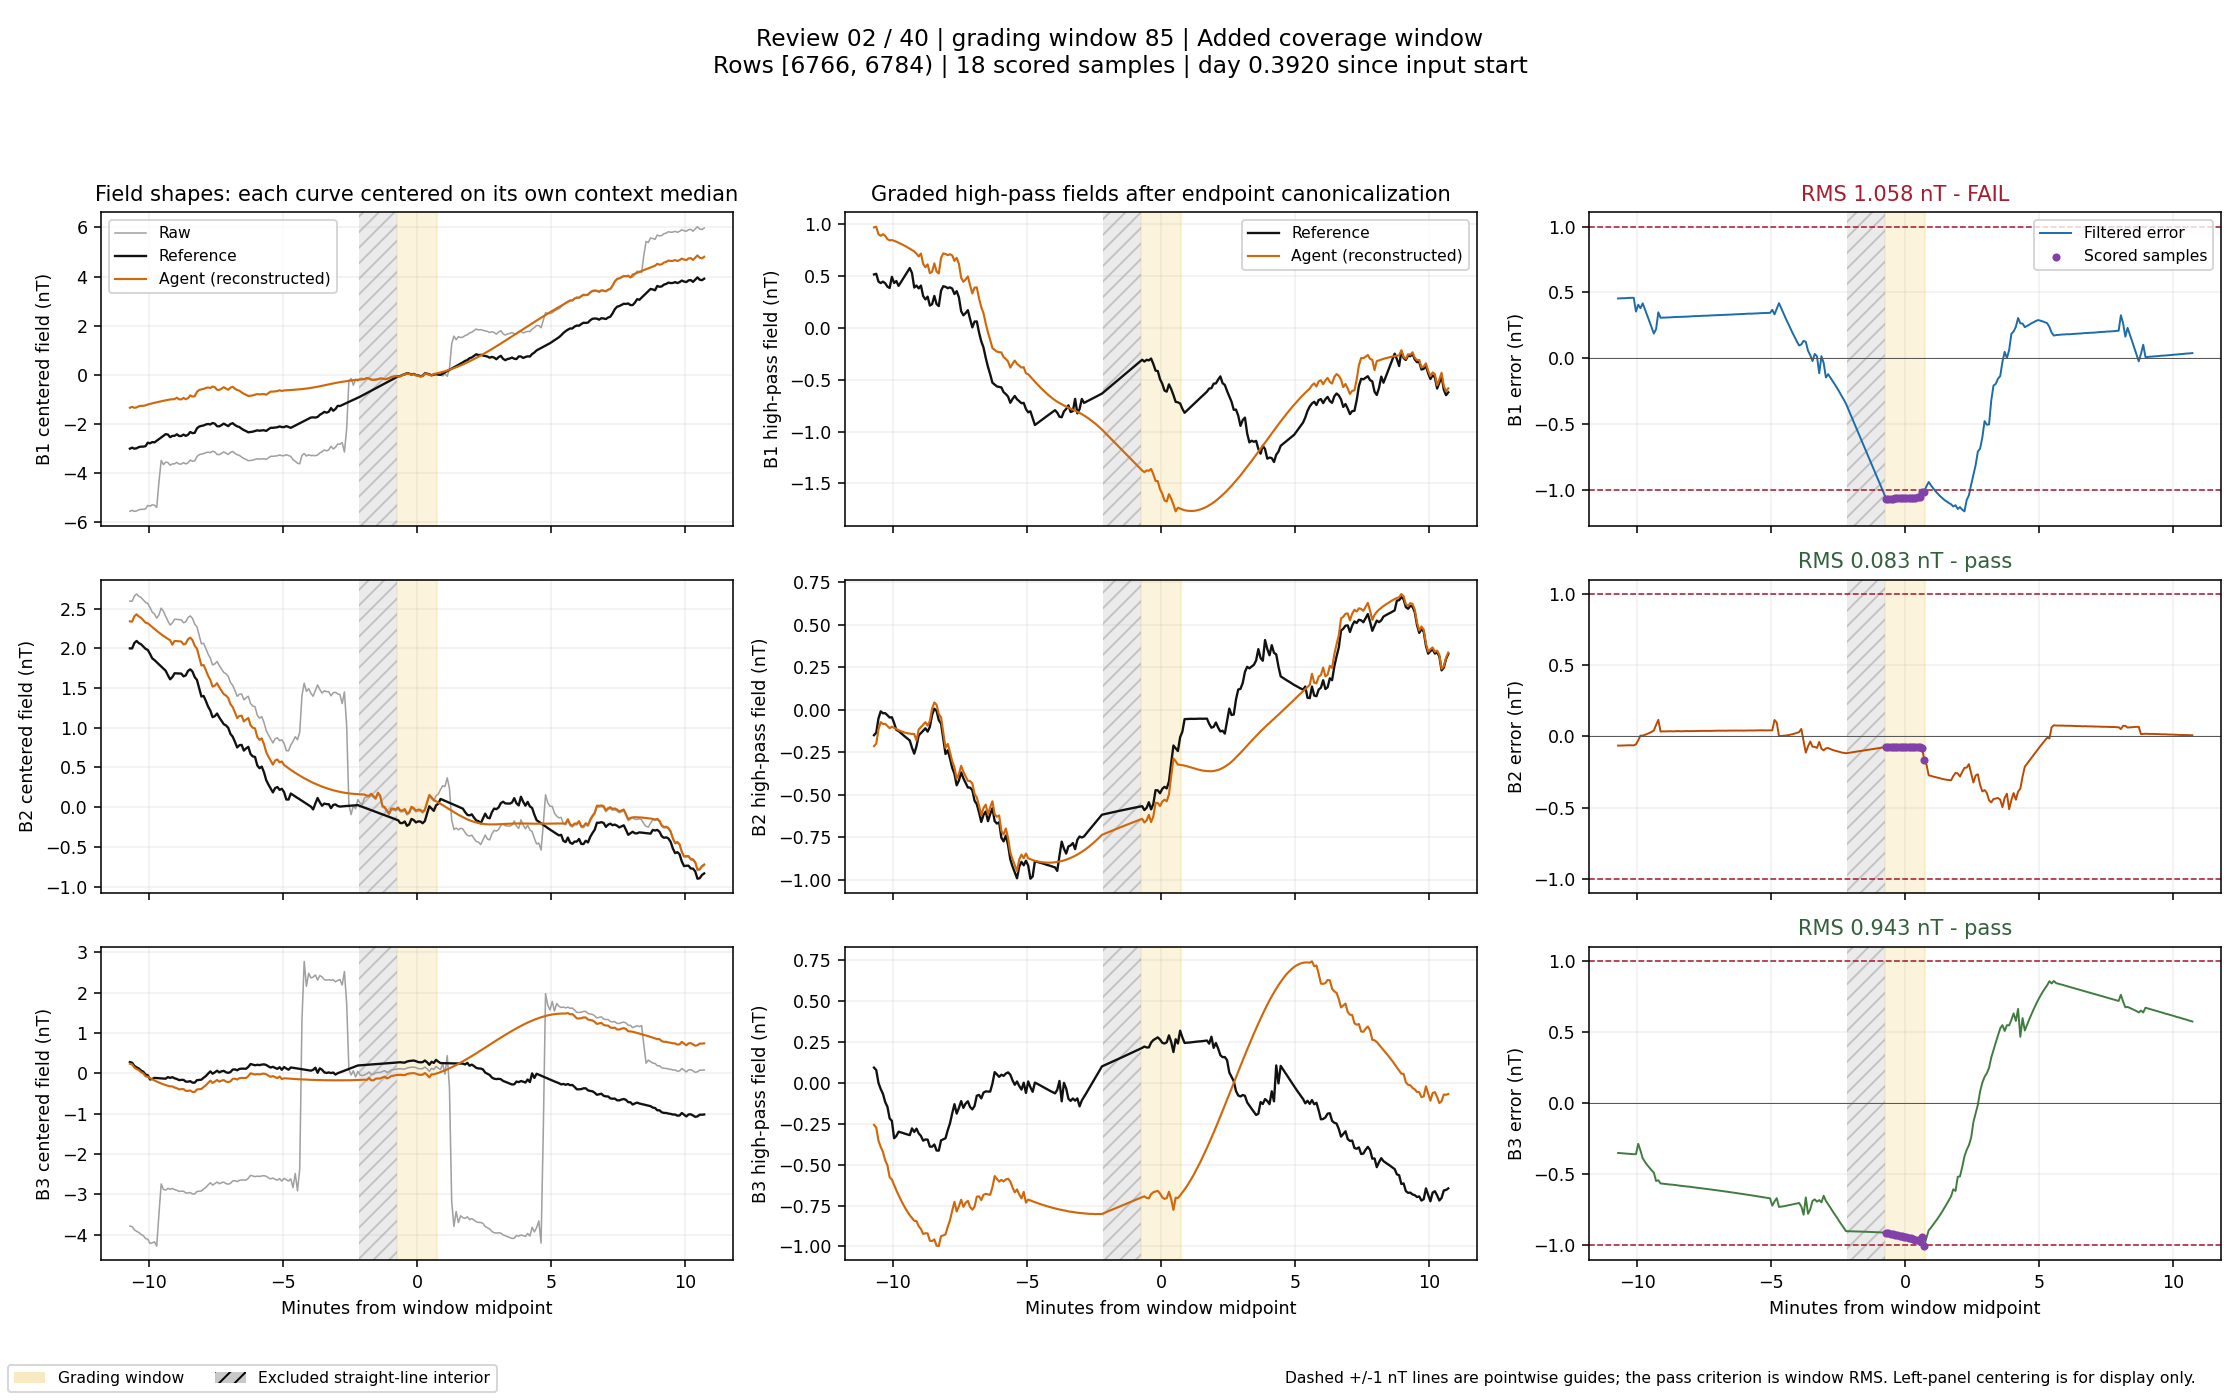 Review 02 / 40 | grading window 85 | Added coverage window
Rows [6766, 6784) | 18 scored samples | day 0.3920 since input start
Field shapes: each curve centered on its own context median
Graded high-pass fields after endpoint canonicalization
RMS 1.058 nT - FAIL
Raw
Reference
Agent (reconstructed)
Reference
Agent (reconstructed)
Filtered error
Scored samples
B1 centered field (nT)
6
4
2
0
−2
−4
−6
B1 high-pass field (nT)
1.0
0.5
0.0
−0.5
−1.0
−1.5
B1 error (nT)
1.0
0.5
0.0
−0.5
−1.0
RMS 0.083 nT - pass
B2 centered field (nT)
2.5
2.0
1.5
1.0
0.5
0.0
−0.5
−1.0
B2 high-pass field (nT)
0.75
0.50
0.25
0.00
−0.25
−0.50
−0.75
−1.00
B2 error (nT)
1.0
0.5
0.0
−0.5
−1.0
RMS 0.943 nT - pass
B3 centered field (nT)
3
2
1
0
−1
−2
−3
−4
−10
−5
0
5
10
Minutes from window midpoint
B3 high-pass field (nT)
0.75
0.50
0.25
0.00
−0.25
−0.50
−0.75
−1.00
−10
−5
0
5
10
Minutes from window midpoint
B3 error (nT)
1.0
0.5
0.0
−0.5
−1.0
−10
−5
0
5
10
Minutes from window midpoint
Grading window
Excluded straight-line interior
Dashed +/-1 nT lines are pointwise guides; the pass criterion is window RMS. Left-panel centering is for display only.